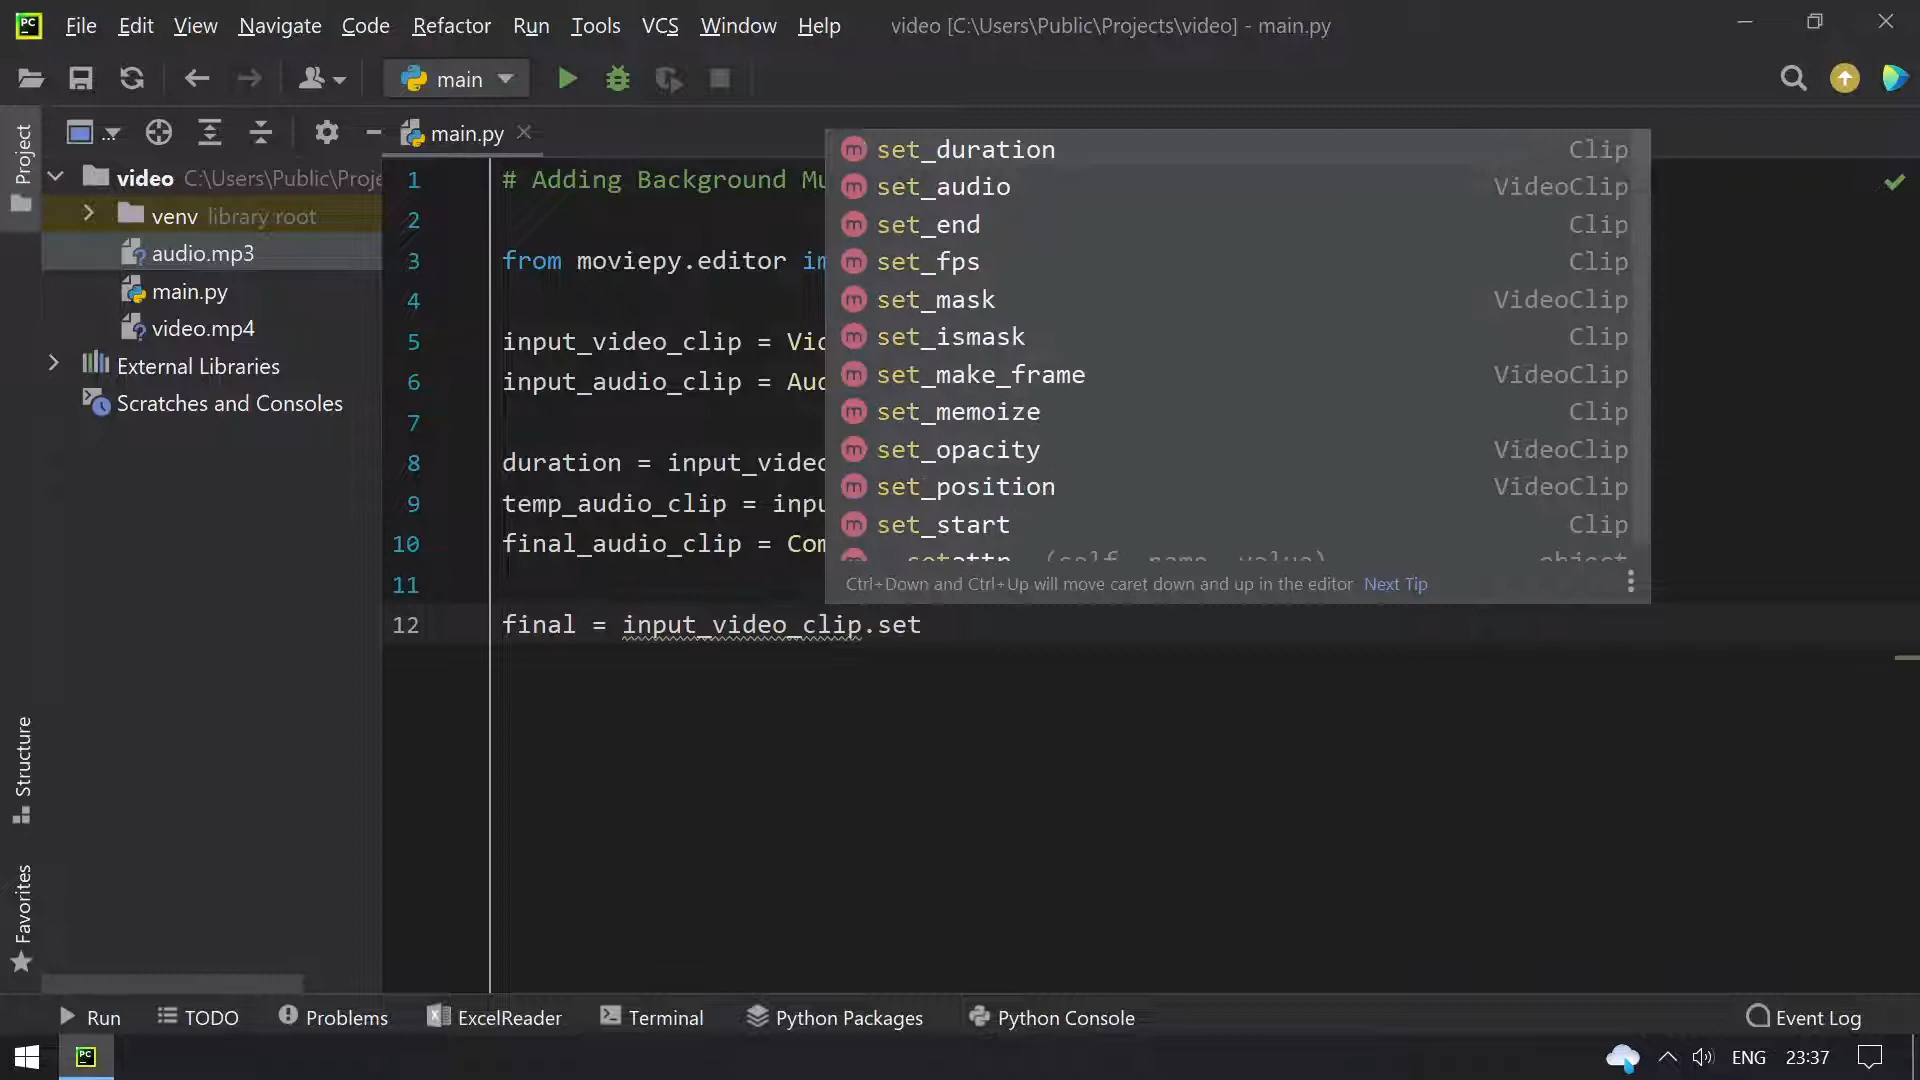 PC File Edit View Navigate Code Refactor Run Tools VCS Window Help video [C:\Users\Public\Projects\video] - main.py
main
Project
...
main.py
video C:\Users\Public\Proje
venv library root
audio.mp3
main.py
video.mp4
External Libraries
Scratches and Consoles
1 # Adding Background Mu
2
3 from moviepy.editor im
4
5 input_video_clip = Vid
6 input_audio_clip = Aud
7
8 duration = input_video
9 temp_audio_clip = inpu
10 final_audio_clip = Com
11
12 final = input_video_clip.set
m set_duration Clip
m set_audio VideoClip
m set_end Clip
m set_fps Clip
m set_mask VideoClip
m set_ismask Clip
m set_make_frame VideoClip
m set_memoize Clip
m set_opacity VideoClip
m set_position VideoClip
m set_start Clip
Ctrl+Down and Ctrl+Up will move caret down and up in the editor Next Tip
Structure
Favorites
Run TODO Problems ExcelReader Terminal Python Packages Python Console Event Log
PC ENG 23:37